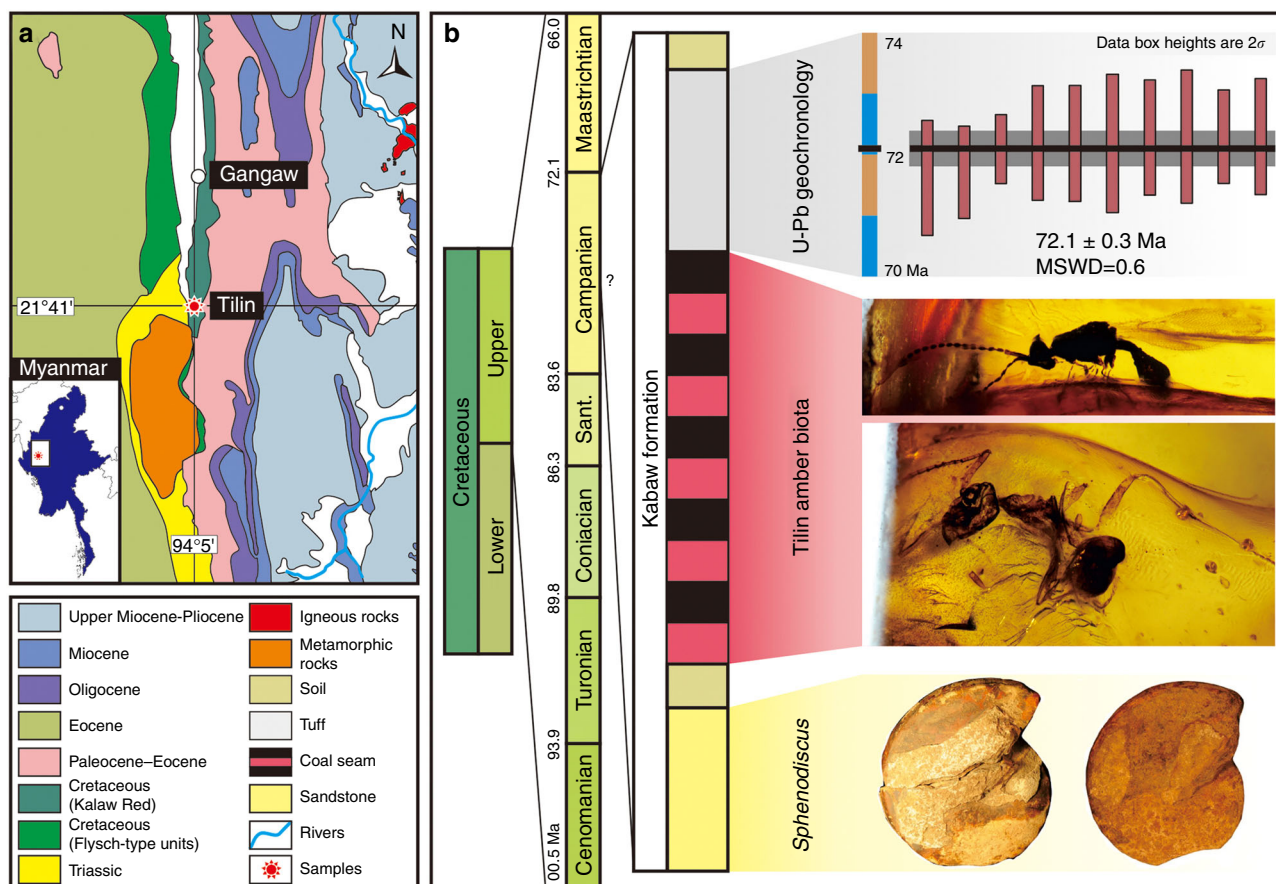 a
N
Gangaw
Tilin
21°41'
Myanmar
94°5'
Upper Miocene-Pliocene
Miocene
Oligocene
Eocene
Paleocene–Eocene
Cretaceous
(Kalaw Red)
Cretaceous
(Flysch-type units)
Triassic
Igneous rocks
Metamorphic
rocks
Soil
Tuff
Coal seam
Sandstone
Rivers
Samples
b
Cretaceous
Upper
Lower
66.0
Maastrichtian
72.1
Campanian
83.6
Sant.
86.3
Coniacian
89.8
Turonian
93.9
Cenomanian
00.5 Ma
?
Kabaw formation
U-Pb geochronology
74
72
70 Ma
Data box heights are 2σ
72.1 ± 0.3 Ma
MSWD=0.6
Tilin amber biota
Sphenodiscus